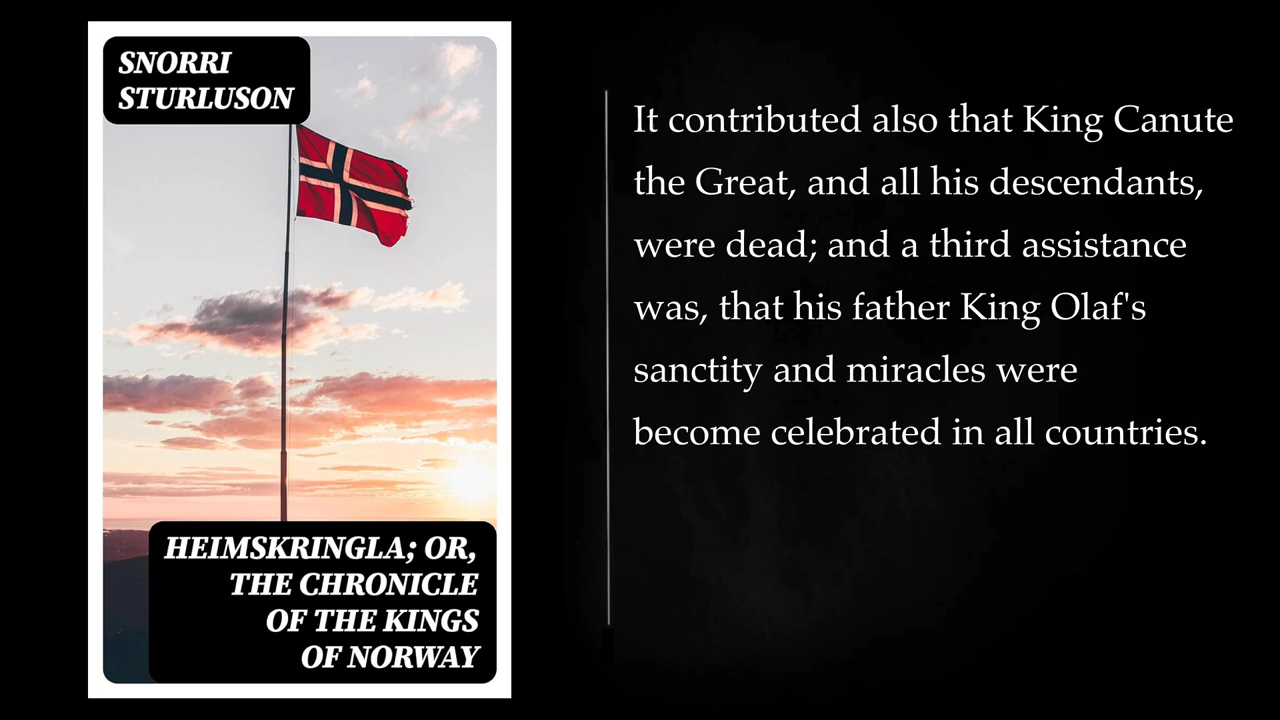 SNORRI
STURLUSON
HEIMSKRINGLA; OR,
THE CHRONICLE
OF THE KINGS
OF NORWAY
It contributed also that King Canute
the Great, and all his descendants,
were dead; and a third assistance
was, that his father King Olaf's
sanctity and miracles were
become celebrated in all countries.